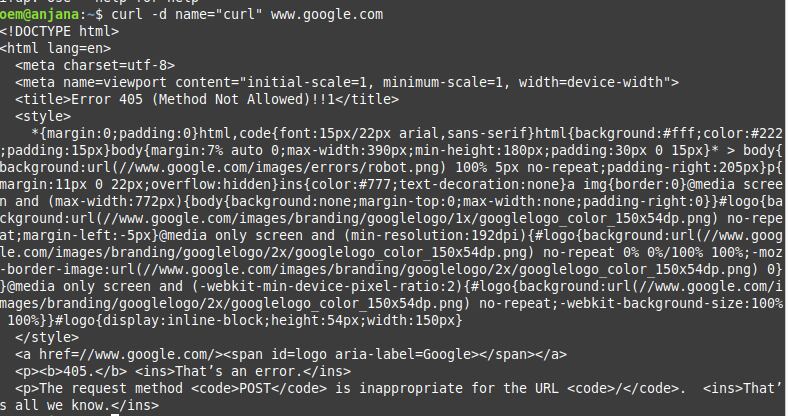 oem@anjana:~$ curl -d name="curl" www.google.com
<!DOCTYPE html>
<html lang=en>
  <meta charset=utf-8>
  <meta name=viewport content="initial-scale=1, minimum-scale=1, width=device-width">
  <title>Error 405 (Method Not Allowed)!!1</title>
  <style>
    *{margin:0;padding:0}html,code{font:15px/22px arial,sans-serif}html{background:#fff;color:#222
;padding:15px}body{margin:7% auto 0;max-width:390px;min-height:180px;padding:30px 0 15px}* > body{
background:url(//www.google.com/images/errors/robot.png) 100% 5px no-repeat;padding-right:205px}p{
margin:11px 0 22px;overflow:hidden}ins{color:#777;text-decoration:none}a img{border:0}@media scree
n and (max-width:772px){body{background:none;margin-top:0;max-width:none;padding-right:0}}#logo{ba
ckground:url(//www.google.com/images/branding/googlelogo/1x/googlelogo_color_150x54dp.png) no-repe
at;margin-left:-5px}@media only screen and (min-resolution:192dpi){#logo{background:url(//www.goog
le.com/images/branding/googlelogo/2x/googlelogo_color_150x54dp.png) no-repeat 0% 0%/100% 100%;-moz
-border-image:url(//www.google.com/images/branding/googlelogo/2x/googlelogo_color_150x54dp.png) 0}
}@media only screen and (-webkit-min-device-pixel-ratio:2){#logo{background:url(//www.google.com/i
mages/branding/googlelogo/2x/googlelogo_color_150x54dp.png) no-repeat;-webkit-background-size:100%
 100%}}#logo{display:inline-block;height:54px;width:150px}
  </style>
  <a href=//www.google.com/><span id=logo aria-label=Google></span></a>
  <p><b>405.</b> <ins>That’s an error.</ins>
  <p>The request method <code>POST</code> is inappropriate for the URL <code>/</code>.  <ins>That’
s all we know.</ins>